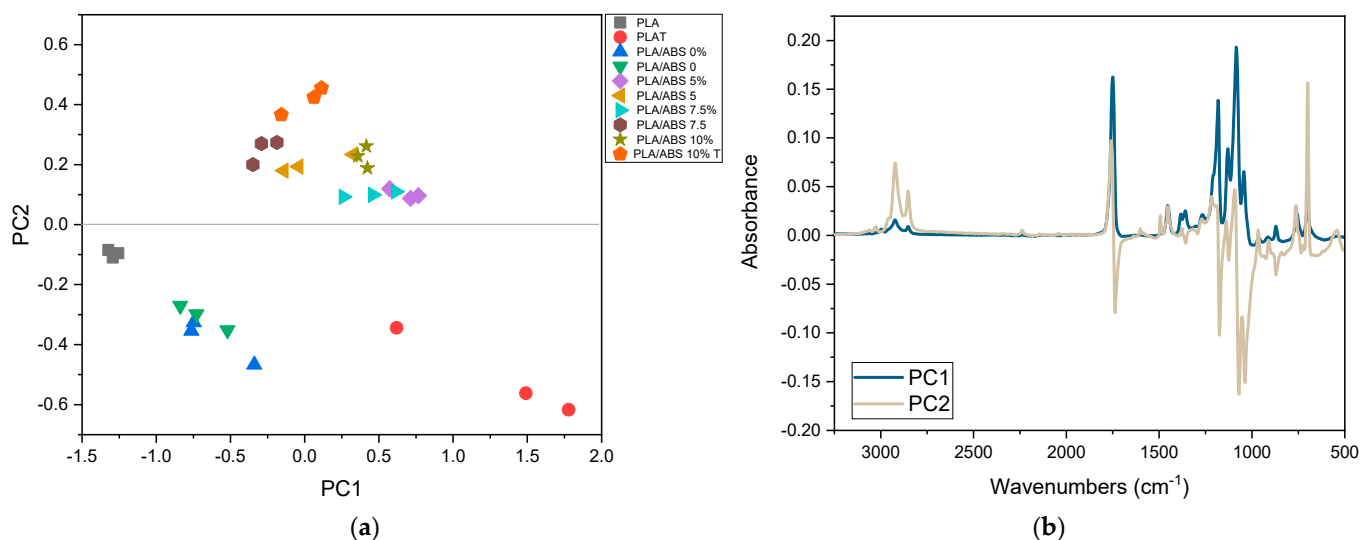 0.6
0.4
0.2
0.0
-0.2
-0.4
-0.6
PC2
-1.5 -1.0 -0.5 0.0 0.5 1.0 1.5 2.0
PC1
PLA
PLAT
PLA/ABS 0%
PLA/ABS 0
PLA/ABS 5%
PLA/ABS 5
PLA/ABS 7.5%
PLA/ABS 7.5
PLA/ABS 10%
PLA/ABS 10% T
(a)
0.20
0.15
0.10
0.05
0.00
-0.05
-0.10
-0.15
-0.20
Absorbance
PC1
PC2
3000 2500 2000 1500 1000 500
Wavenumbers (cm⁻¹)
(b)